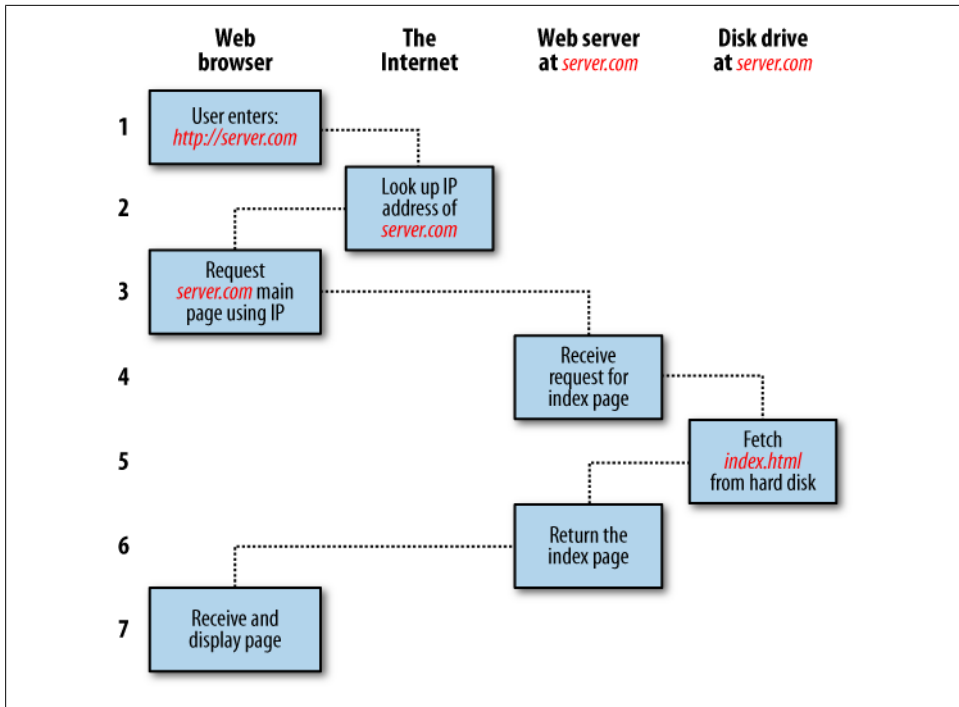 Web
browser
The
Internet
Web server
at server.com
Disk drive
at server.com
1
User enters:
http://server.com
2
Look up IP
address of
server.com
3
Request
server.com main
page using IP
4
Receive
request for
index page
5
Fetch
index.html
from hard disk
6
Return the
index page
7
Receive and
display page